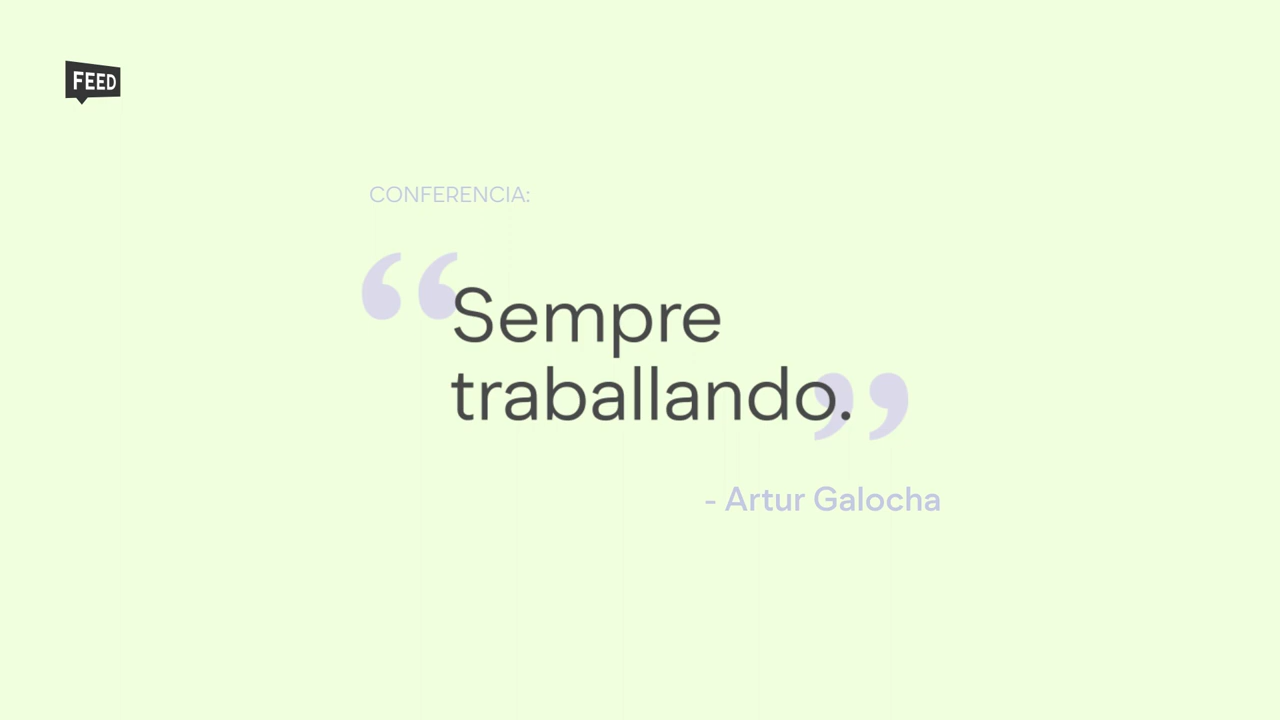 FEED
CONFERENCIA:
“Sempre
traballando.”
- Artur Galocha